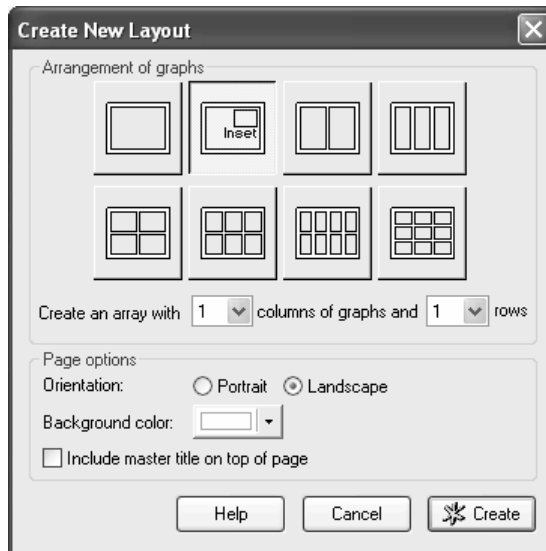 Create New Layout
Arrangement of graphs
Inset
Create an array with 1 columns of graphs and 1 rows
Page options
Orientation: Portrait Landscape
Background color:
Include master title on top of page
Help Cancel Create